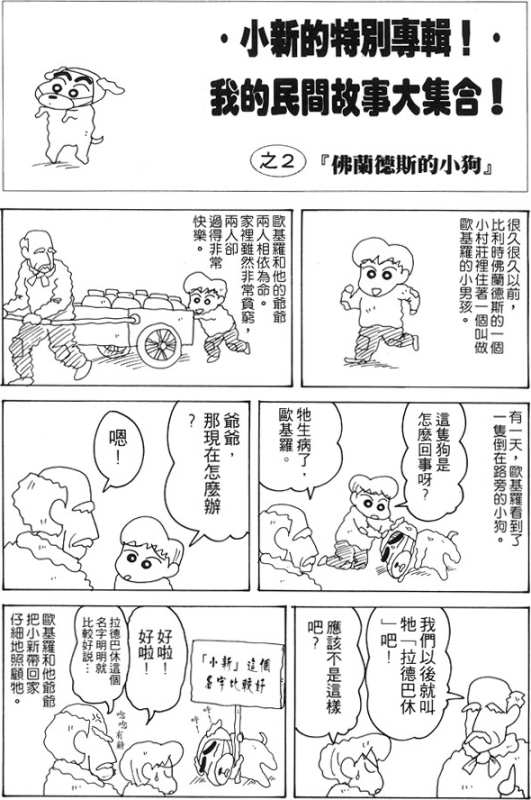 ·小新的特別專輯！·
我的民間故事大集合！
之2
『佛蘭德斯的小狗』
很久很久以前，
比利時佛蘭德斯的一個
小村莊裡住著一個叫做
歐基羅的小男孩。
歐基羅和他的爺爺
兩人相依為命。
家裡雖然非常貧窮，
兩人卻
過得非常
快樂。
有一天，歐基羅看到了
一隻倒在路旁的小狗。
這隻狗是
怎麼回事呀？
牠生病了，
歐基羅。
爺爺，
那現在怎麼辦
？
嗯！
我們以後就叫
牠「拉德巴休
」吧！
應該不是這樣
吧？
「小新」這個
名字比較好
呼
呼
好啦！
好啦！
拉德巴休這個
名字明明就
比較好說…
歐基羅和他爺爺
把小新帶回家
仔細地照顧牠。